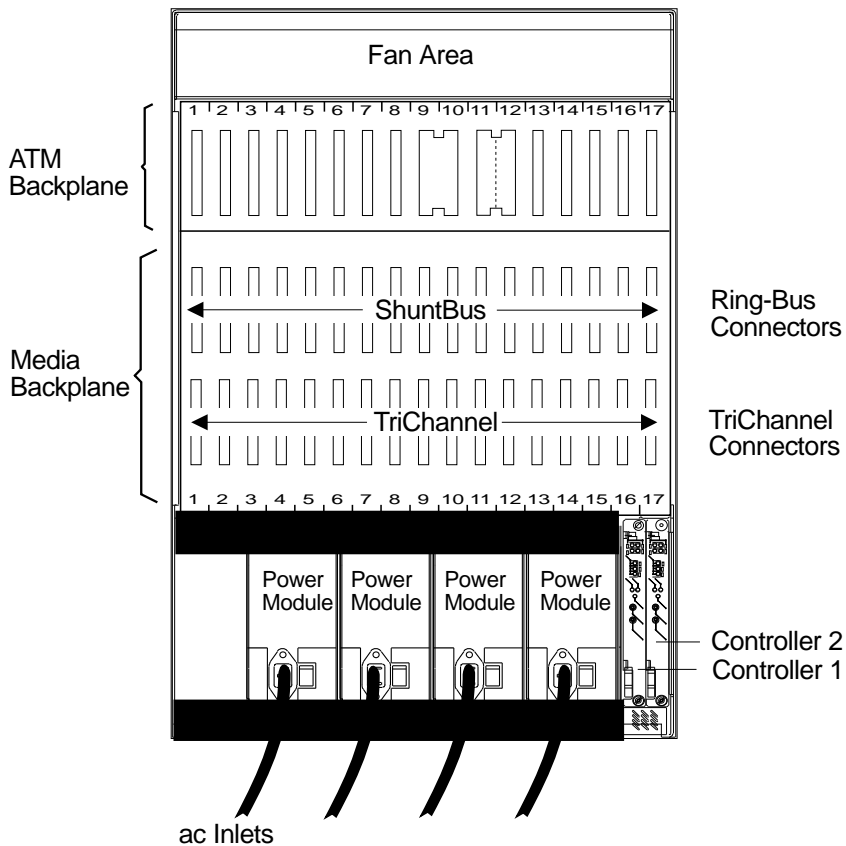 Fan Area
1 2 3 4 5 6 7 8 9 10 11 12 13 14 15 16 17
ATM
Backplane
ShuntBus
Ring-Bus
Connectors
Media
Backplane
TriChannel
TriChannel
Connectors
1 2 3 4 5 6 7 8 9 10 11 12 13 14 15 16 17
Power
Module
Power
Module
Power
Module
Power
Module
Controller 2
Controller 1
ac Inlets